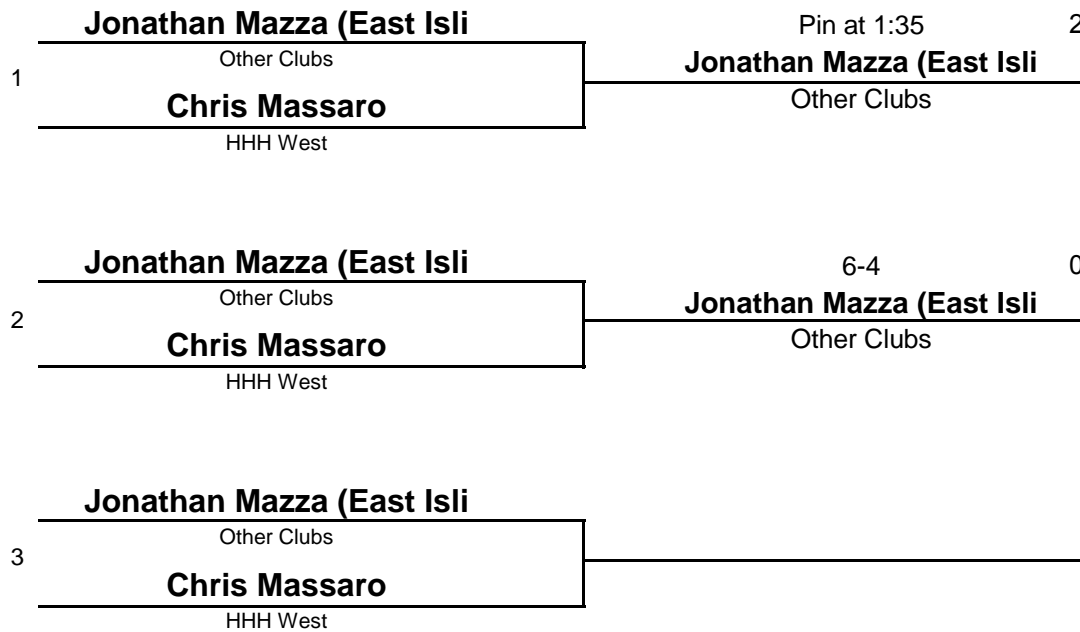 Jonathan Mazza (East Isli
Pin at 1:35 2
Other Clubs
Jonathan Mazza (East Isli
1
Other Clubs
Chris Massaro
HHH West
Jonathan Mazza (East Isli
6-4 0
Other Clubs
Jonathan Mazza (East Isli
2
Other Clubs
Chris Massaro
HHH West
Jonathan Mazza (East Isli
Other Clubs
3
Chris Massaro
HHH West